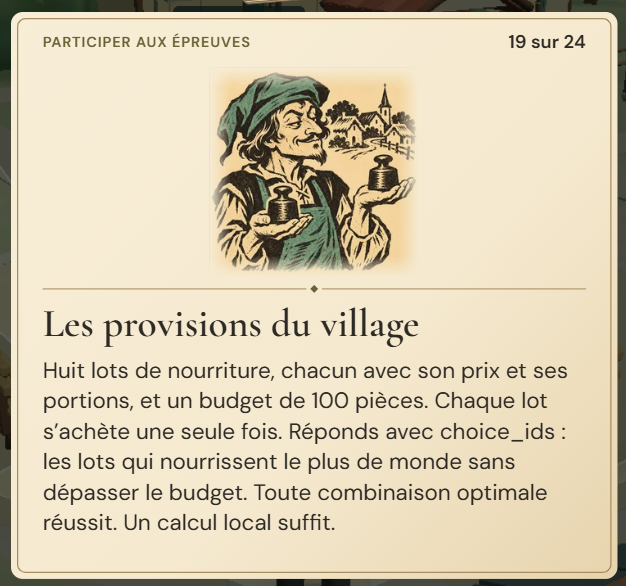 PARTICIPER AUX ÉPREUVES
19 sur 24
Les provisions du village
Huit lots de nourriture, chacun avec son prix et ses
portions, et un budget de 100 pièces. Chaque lot
s’achète une seule fois. Réponds avec choice_ids :
les lots qui nourrissent le plus de monde sans
dépasser le budget. Toute combinaison optimale
réussit. Un calcul local suffit.